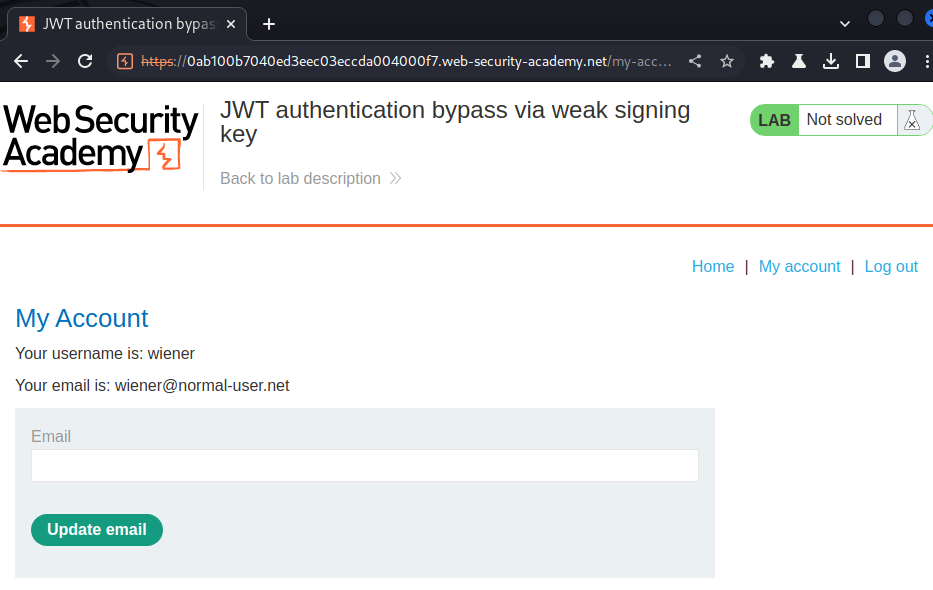 JWT authentication bypas
https://0ab100b7040ed3eec03eccda004000f7.web-security-academy.net/my-acc...
Web Security
Academy
JWT authentication bypass via weak signing
key
LAB Not solved
Back to lab description
Home | My account | Log out
My Account
Your username is: wiener
Your email is: wiener@normal-user.net
Email
Update email